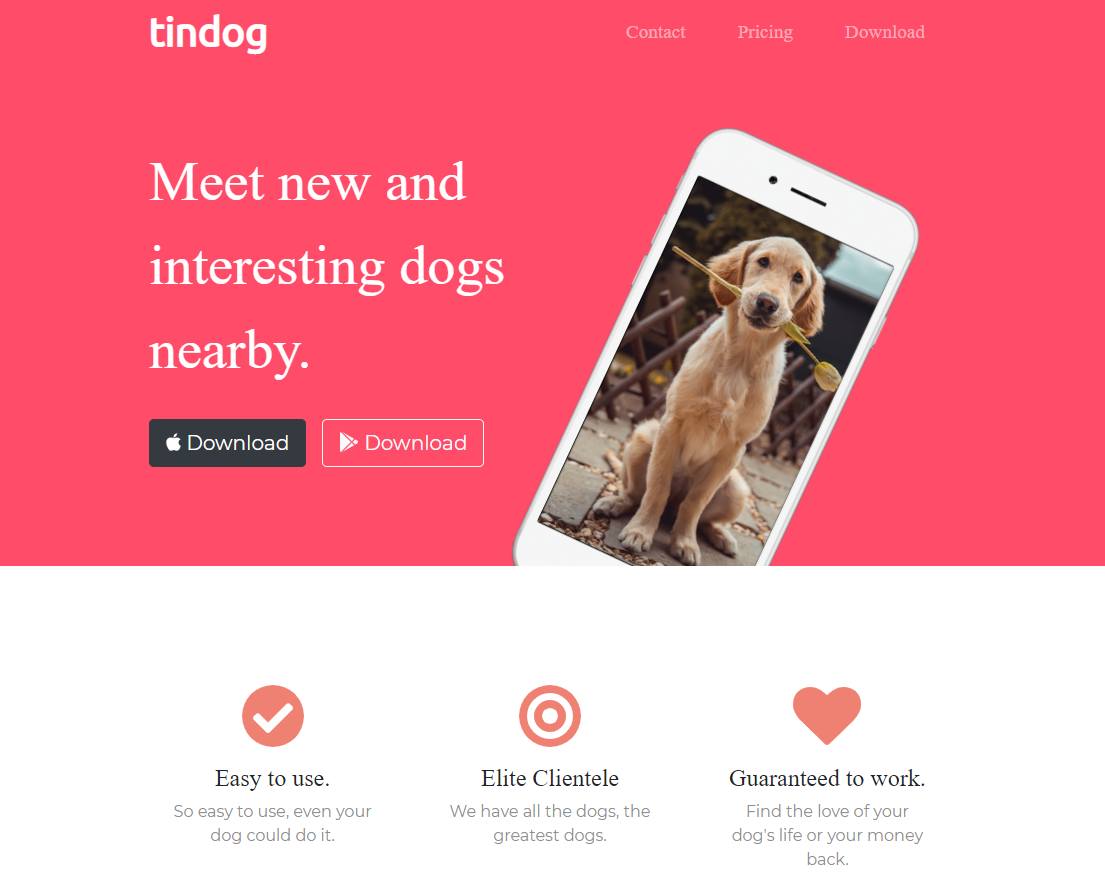 tindog
Contact Pricing Download
Meet new and
interesting dogs
nearby.
Download Download
Easy to use.
So easy to use, even your
dog could do it.
Elite Clientele
We have all the dogs, the
greatest dogs.
Guaranteed to work.
Find the love of your
dog's life or your money
back.